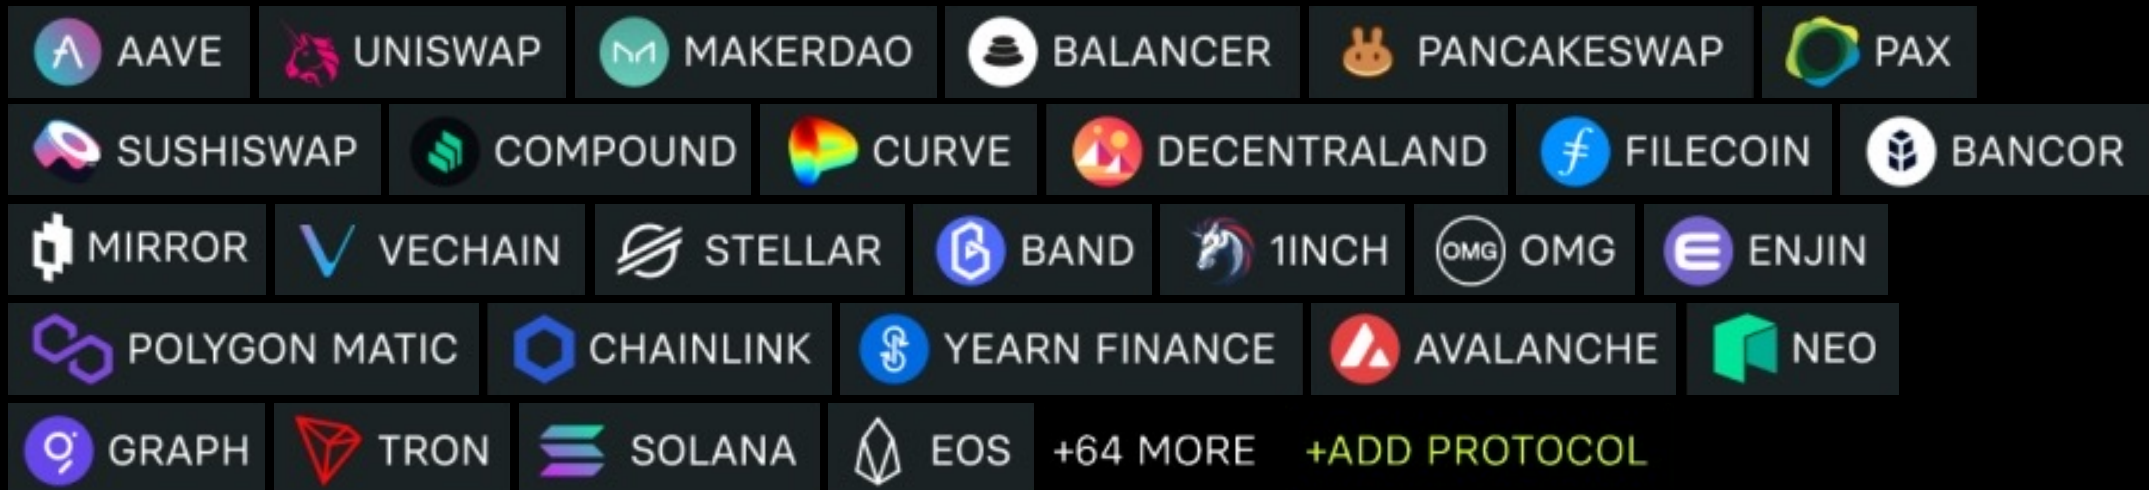 AAVE UNISWAP MAKERDAO BALANCER PANCAKESWAP PAX
SUSHISWAP COMPOUND CURVE DECENTRALAND FILECOIN BANCOR
MIRROR VECHAIN STELLAR BAND 1INCH OMG OMG ENJIN
POLYGON MATIC CHAINLINK YEARN FINANCE AVALANCHE NEO
GRAPH TRON SOLANA EOS +64 MORE +ADD PROTOCOL